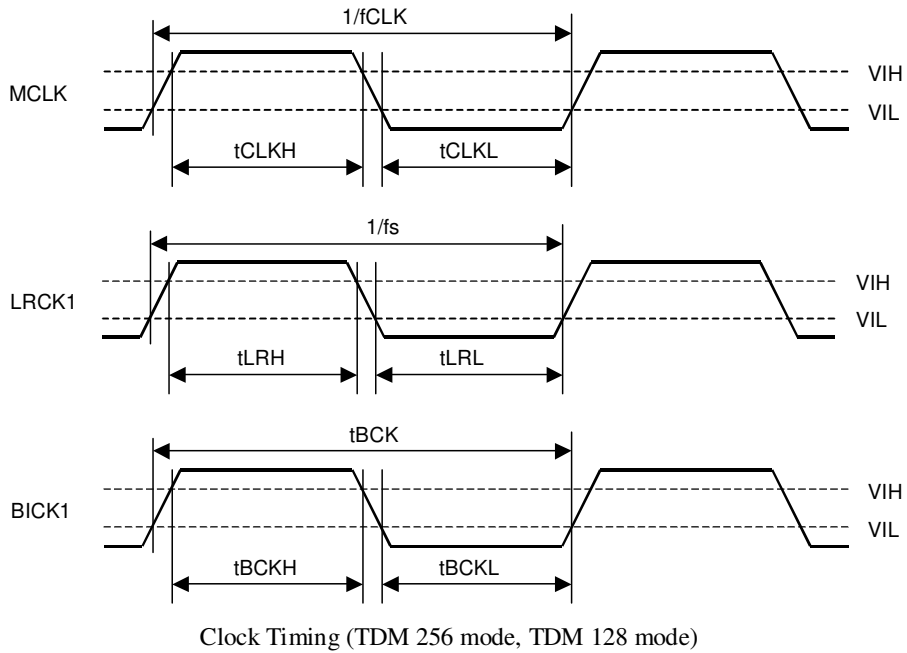 1/fCLK
MCLK
VIH
VIL
tCLKH
tCLKL
1/fs
LRCK1
VIH
VIL
tLRH
tLRL
tBCK
BICK1
VIH
VIL
tBCKH
tBCKL
Clock Timing (TDM 256 mode, TDM 128 mode)